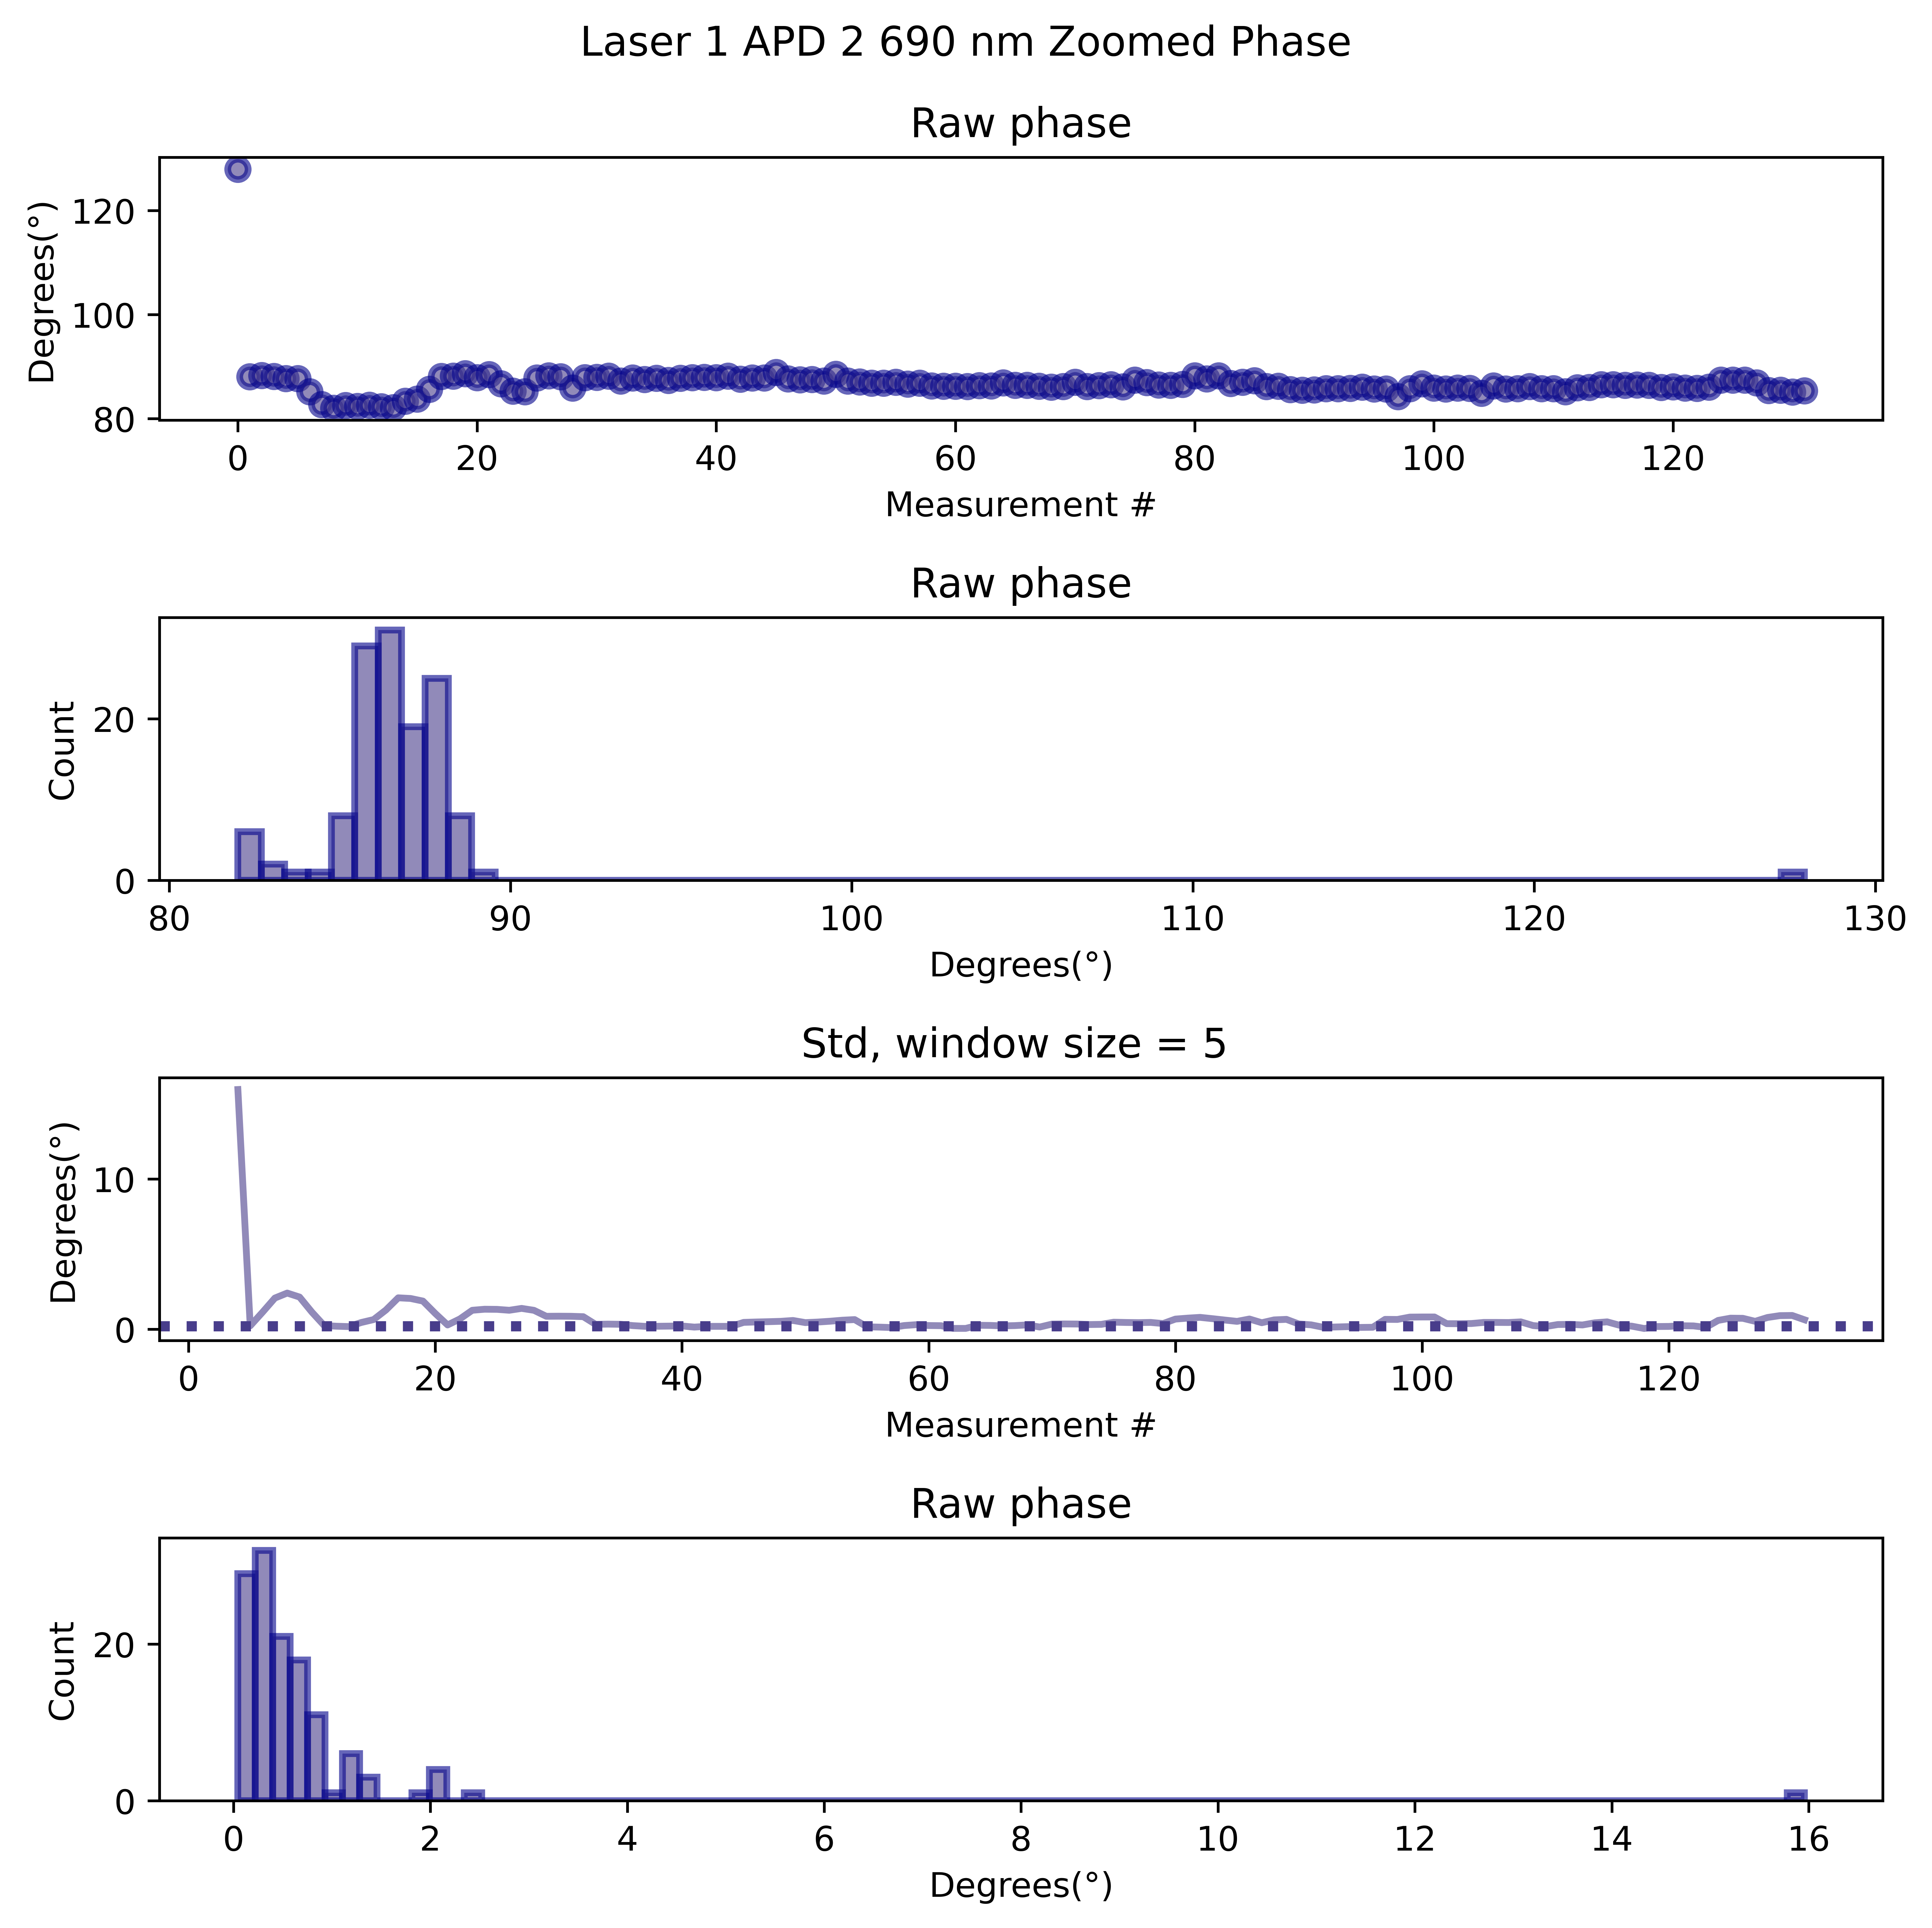 Laser 1 APD 2 690 nm Zoomed Phase
Raw phase
Degrees(°)
120
100
80
0 20 40 60 80 100 120
Measurement #
Raw phase
Count
20
0
80 90 100 110 120 130
Degrees(°)
Std, window size = 5
Degrees(°)
10
0
0 20 40 60 80 100 120
Measurement #
Raw phase
Count
20
0
0 2 4 6 8 10 12 14 16
Degrees(°)